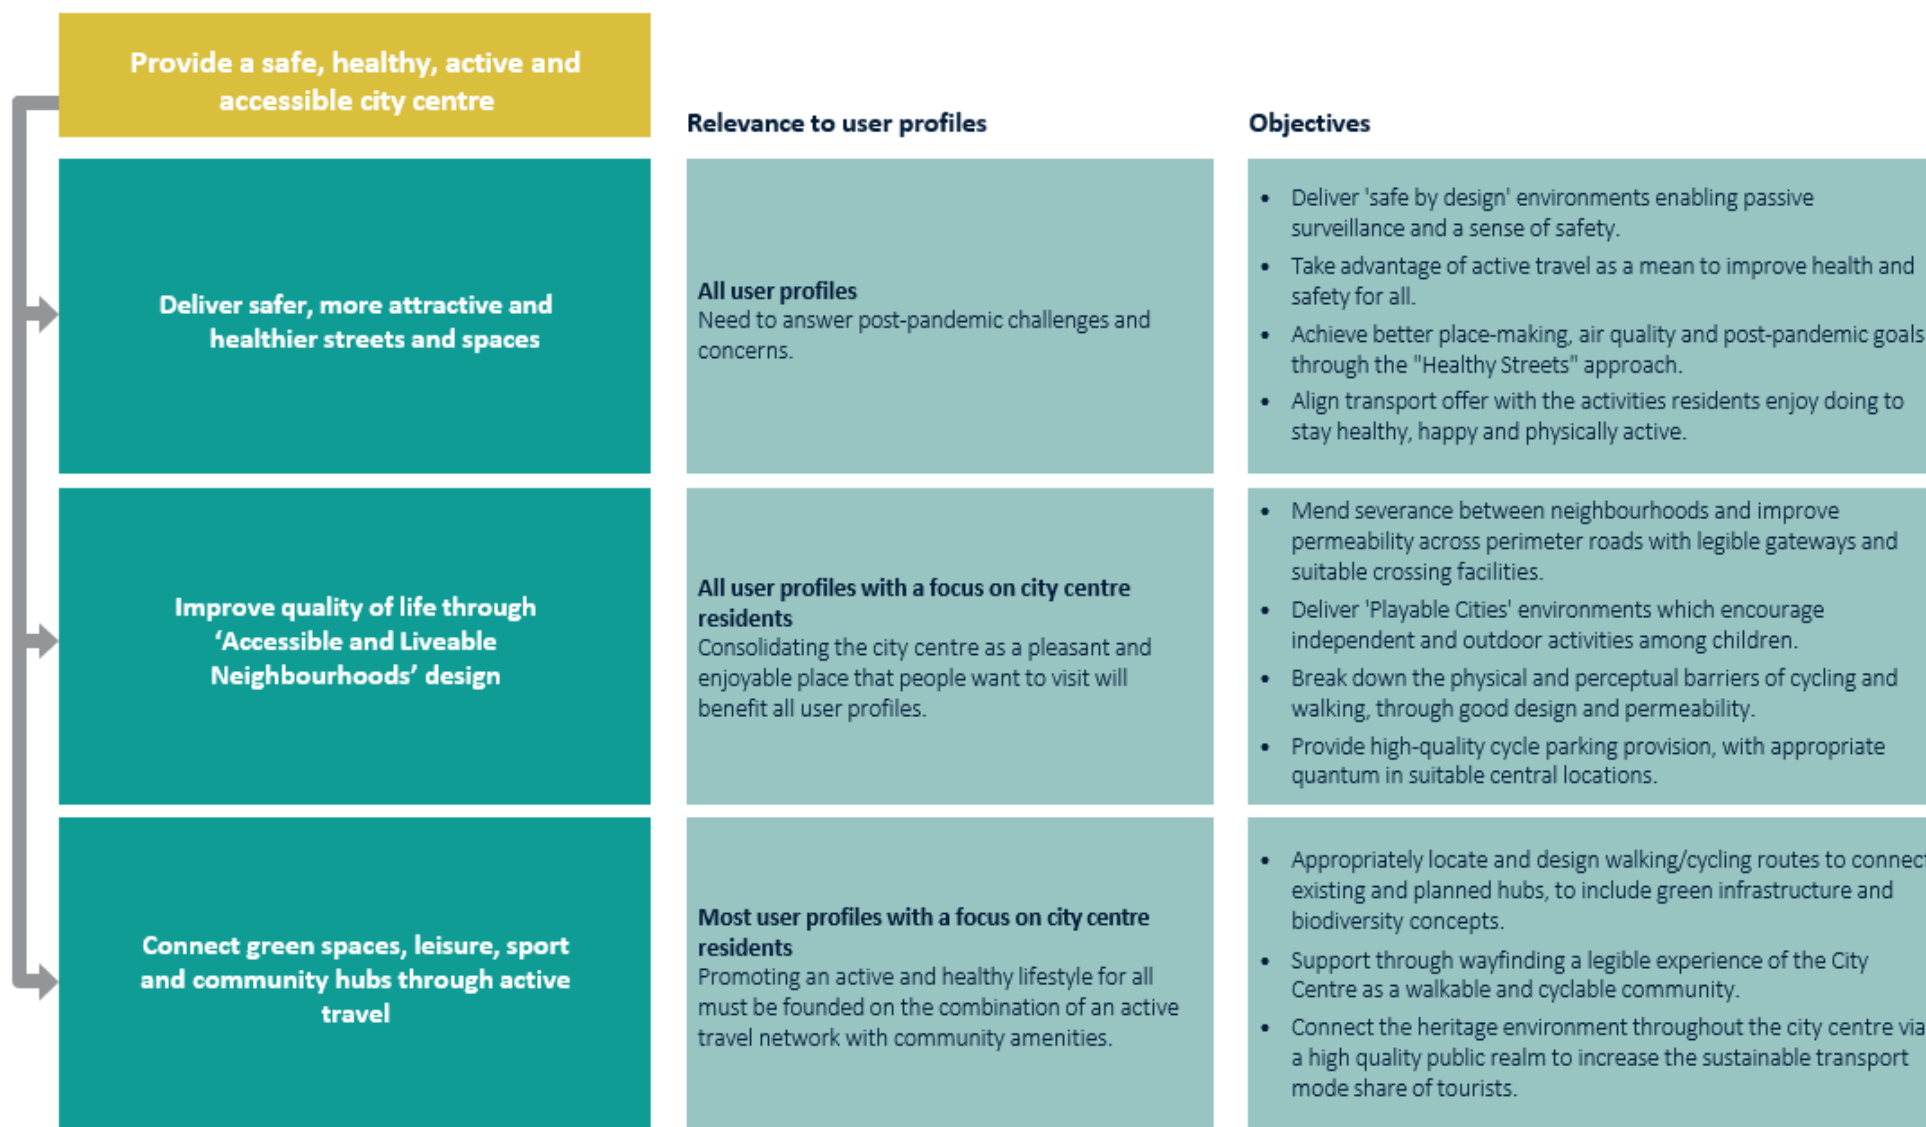 Provide a safe, healthy, active and
accessible city centre
Relevance to user profiles
Objectives
Deliver safer, more attractive and
healthier streets and spaces
All user profiles
Need to answer post-pandemic challenges and
concerns.
• Deliver 'safe by design' environments enabling passive
surveillance and a sense of safety.
• Take advantage of active travel as a mean to improve health and
safety for all.
• Achieve better place-making, air quality and post-pandemic goals
through the "Healthy Streets" approach.
• Align transport offer with the activities residents enjoy doing to
stay healthy, happy and physically active.
Improve quality of life through
‘Accessible and Liveable
Neighbourhoods’ design
All user profiles with a focus on city centre
residents
Consolidating the city centre as a pleasant and
enjoyable place that people want to visit will
benefit all user profiles.
• Mend severance between neighbourhoods and improve
permeability across perimeter roads with legible gateways and
suitable crossing facilities.
• Deliver 'Playable Cities' environments which encourage
independent and outdoor activities among children.
• Break down the physical and perceptual barriers of cycling and
walking, through good design and permeability.
• Provide high-quality cycle parking provision, with appropriate
quantum in suitable central locations.
Connect green spaces, leisure, sport
and community hubs through active
travel
Most user profiles with a focus on city centre
residents
Promoting an active and healthy lifestyle for all
must be founded on the combination of an active
travel network with community amenities.
• Appropriately locate and design walking/cycling routes to connect
existing and planned hubs, to include green infrastructure and
biodiversity concepts.
• Support through wayfinding a legible experience of the City
Centre as a walkable and cyclable community.
• Connect the heritage environment throughout the city centre via
a high quality public realm to increase the sustainable transport
mode share of tourists.